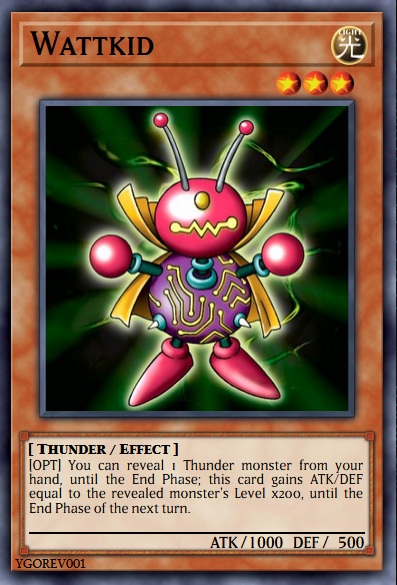 Wattkid
LIGHT
光
[ Thunder / Effect ]
[OPT] You can reveal 1 Thunder monster from your
hand, until the End Phase; this card gains ATK/DEF
equal to the revealed monster's Level x200, until the
End Phase of the next turn.
ATK/1000 DEF/ 500
YGOREV001